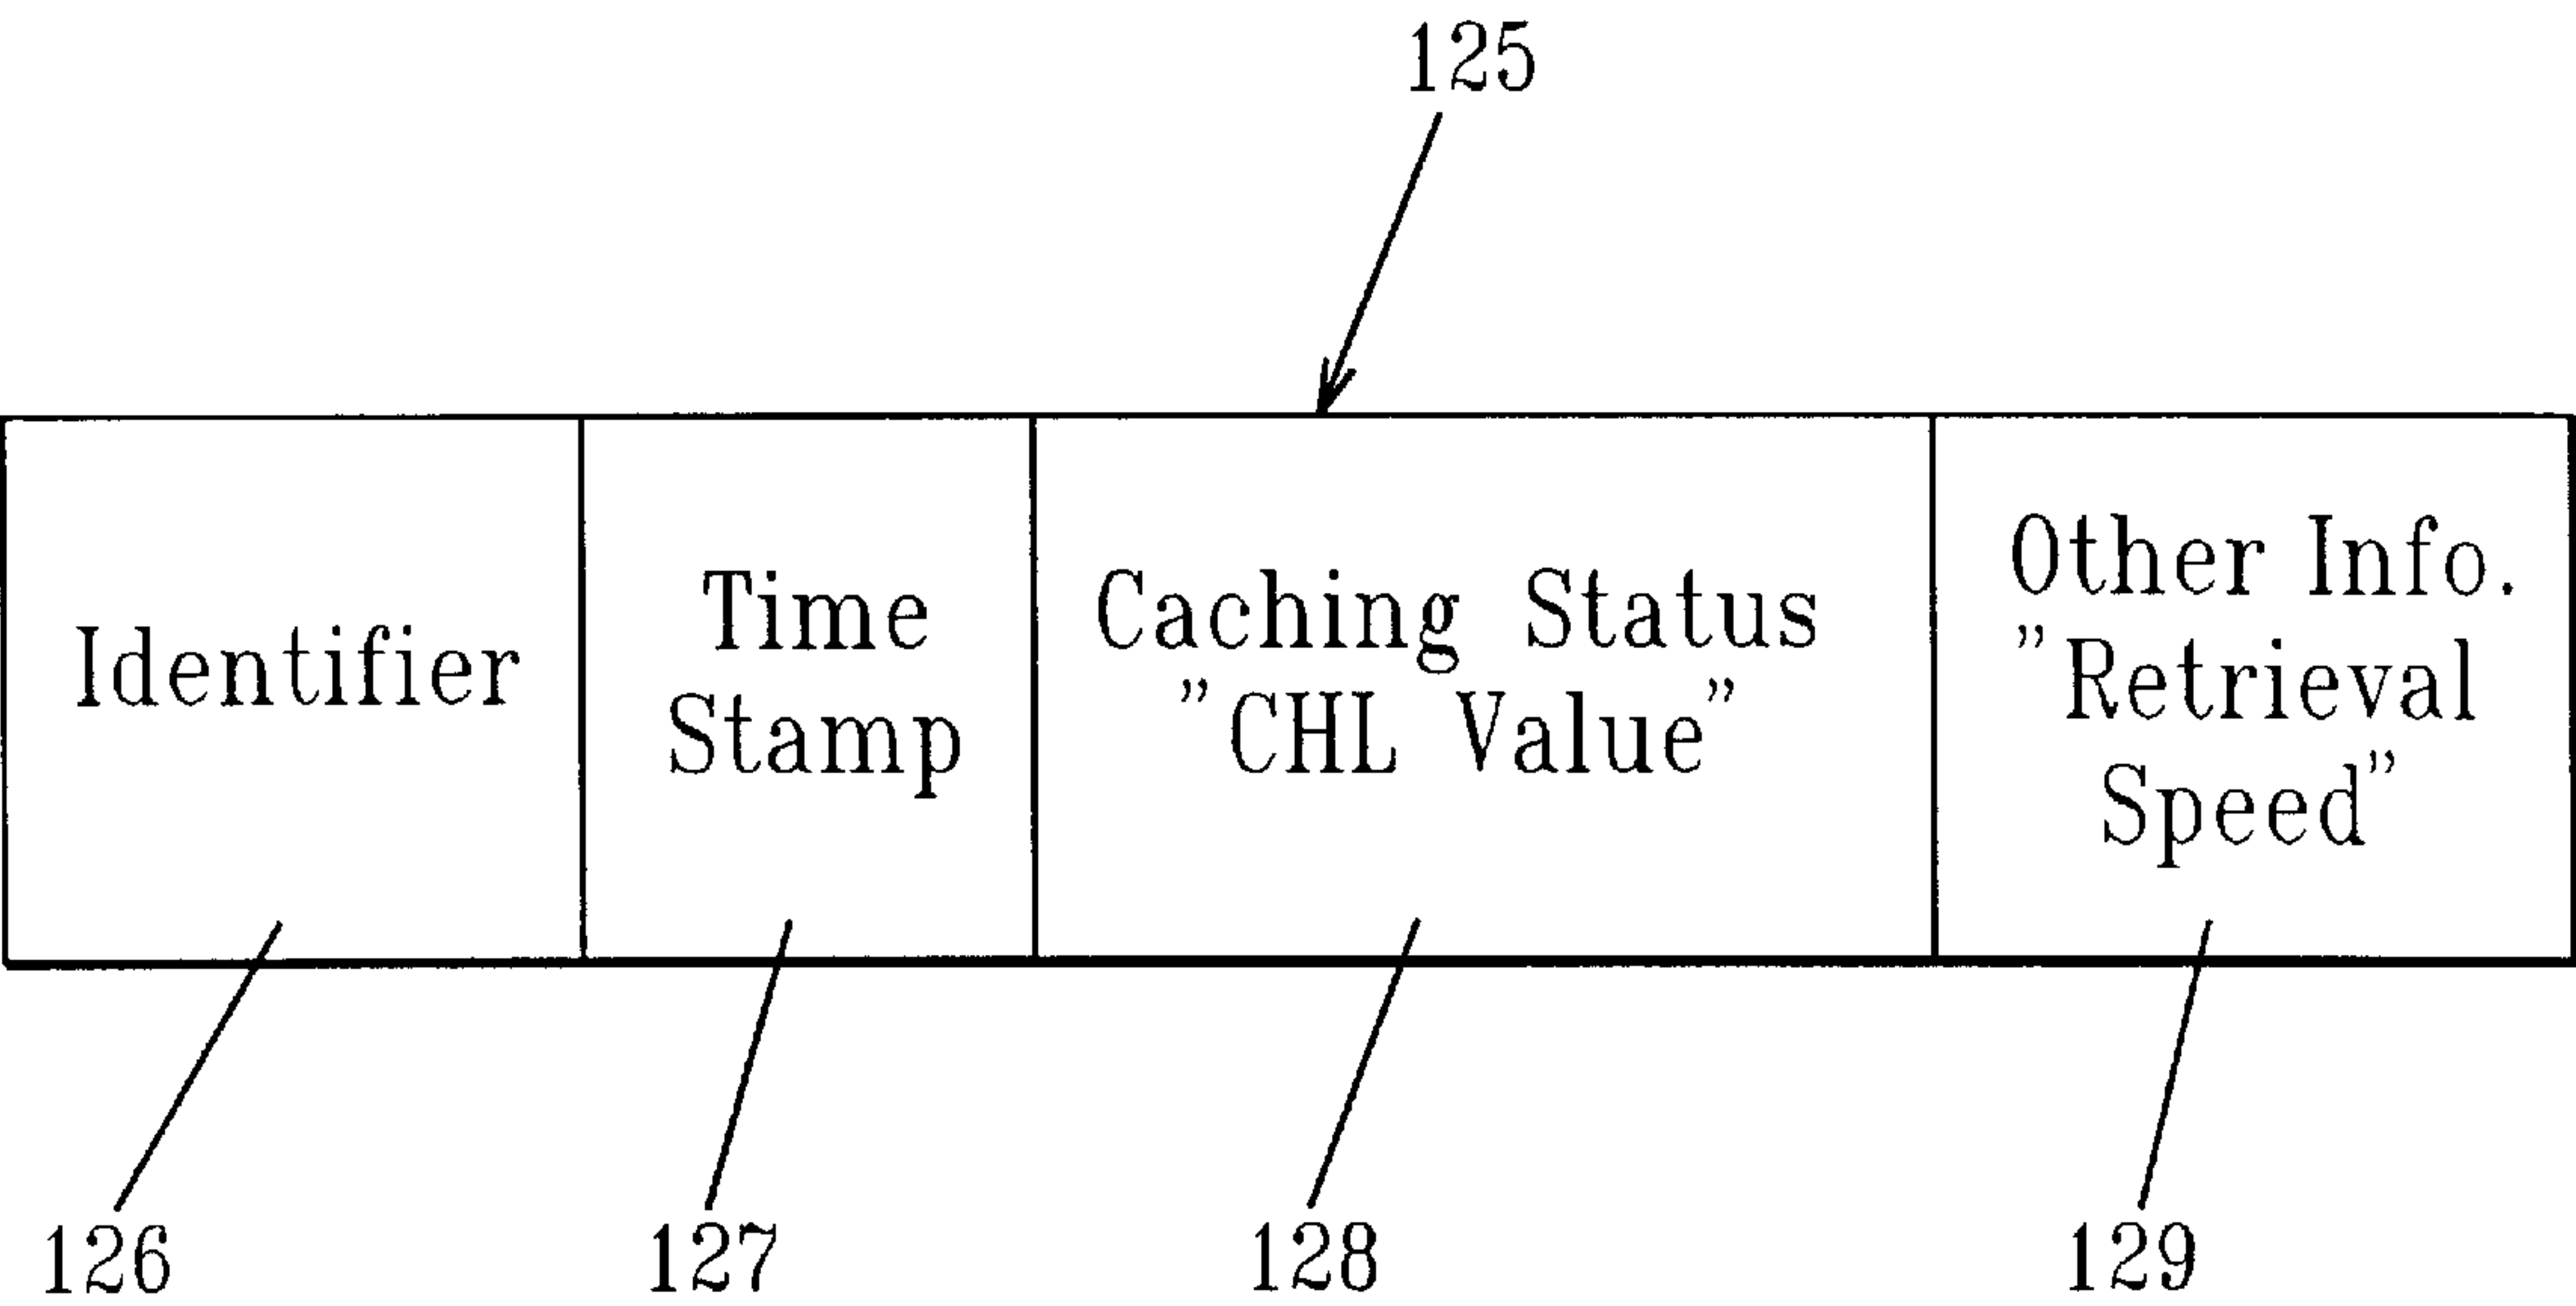 125
Identifier
Time
Stamp
Caching Status
"CHL Value"
Other Info.
"Retrieval
Speed"
126
127
128
129